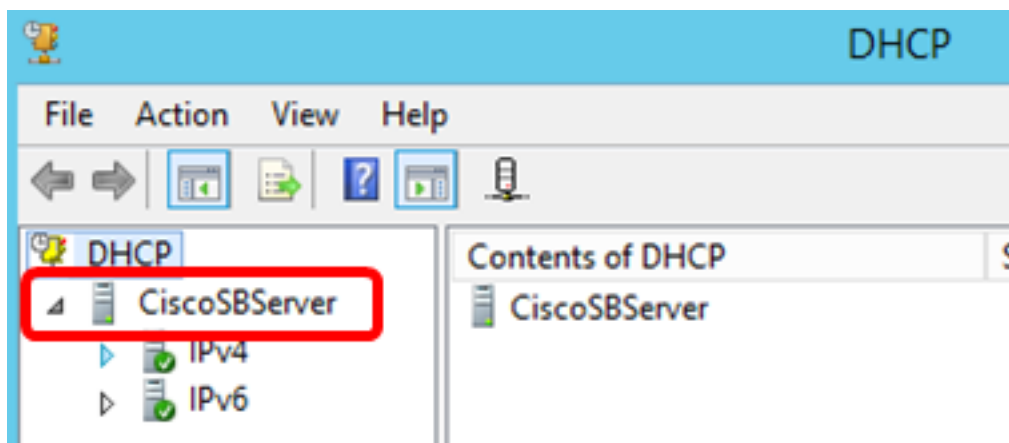 DHCP
File Action View Help
DHCP
Contents of DHCP
CiscoSBServer
CiscoSBServer
IPv4
IPv6